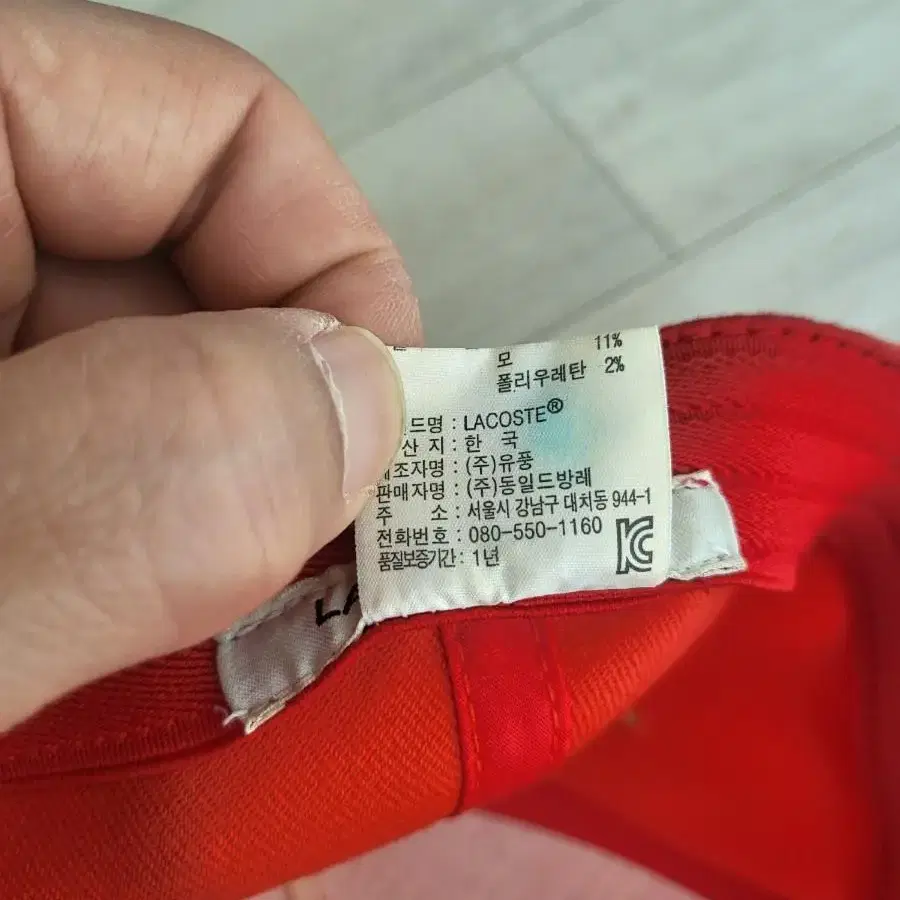 모 11%
폴리우레탄 2%
드명 : LACOSTE®
산 지 : 한 국
제조자명 : (주)유풍
판매자명 : (주)동일드방레
주 소 : 서울시 강남구 대치동 944-1
전화번호 : 080-550-1160
품질보증기간 : 1년
KC
LA